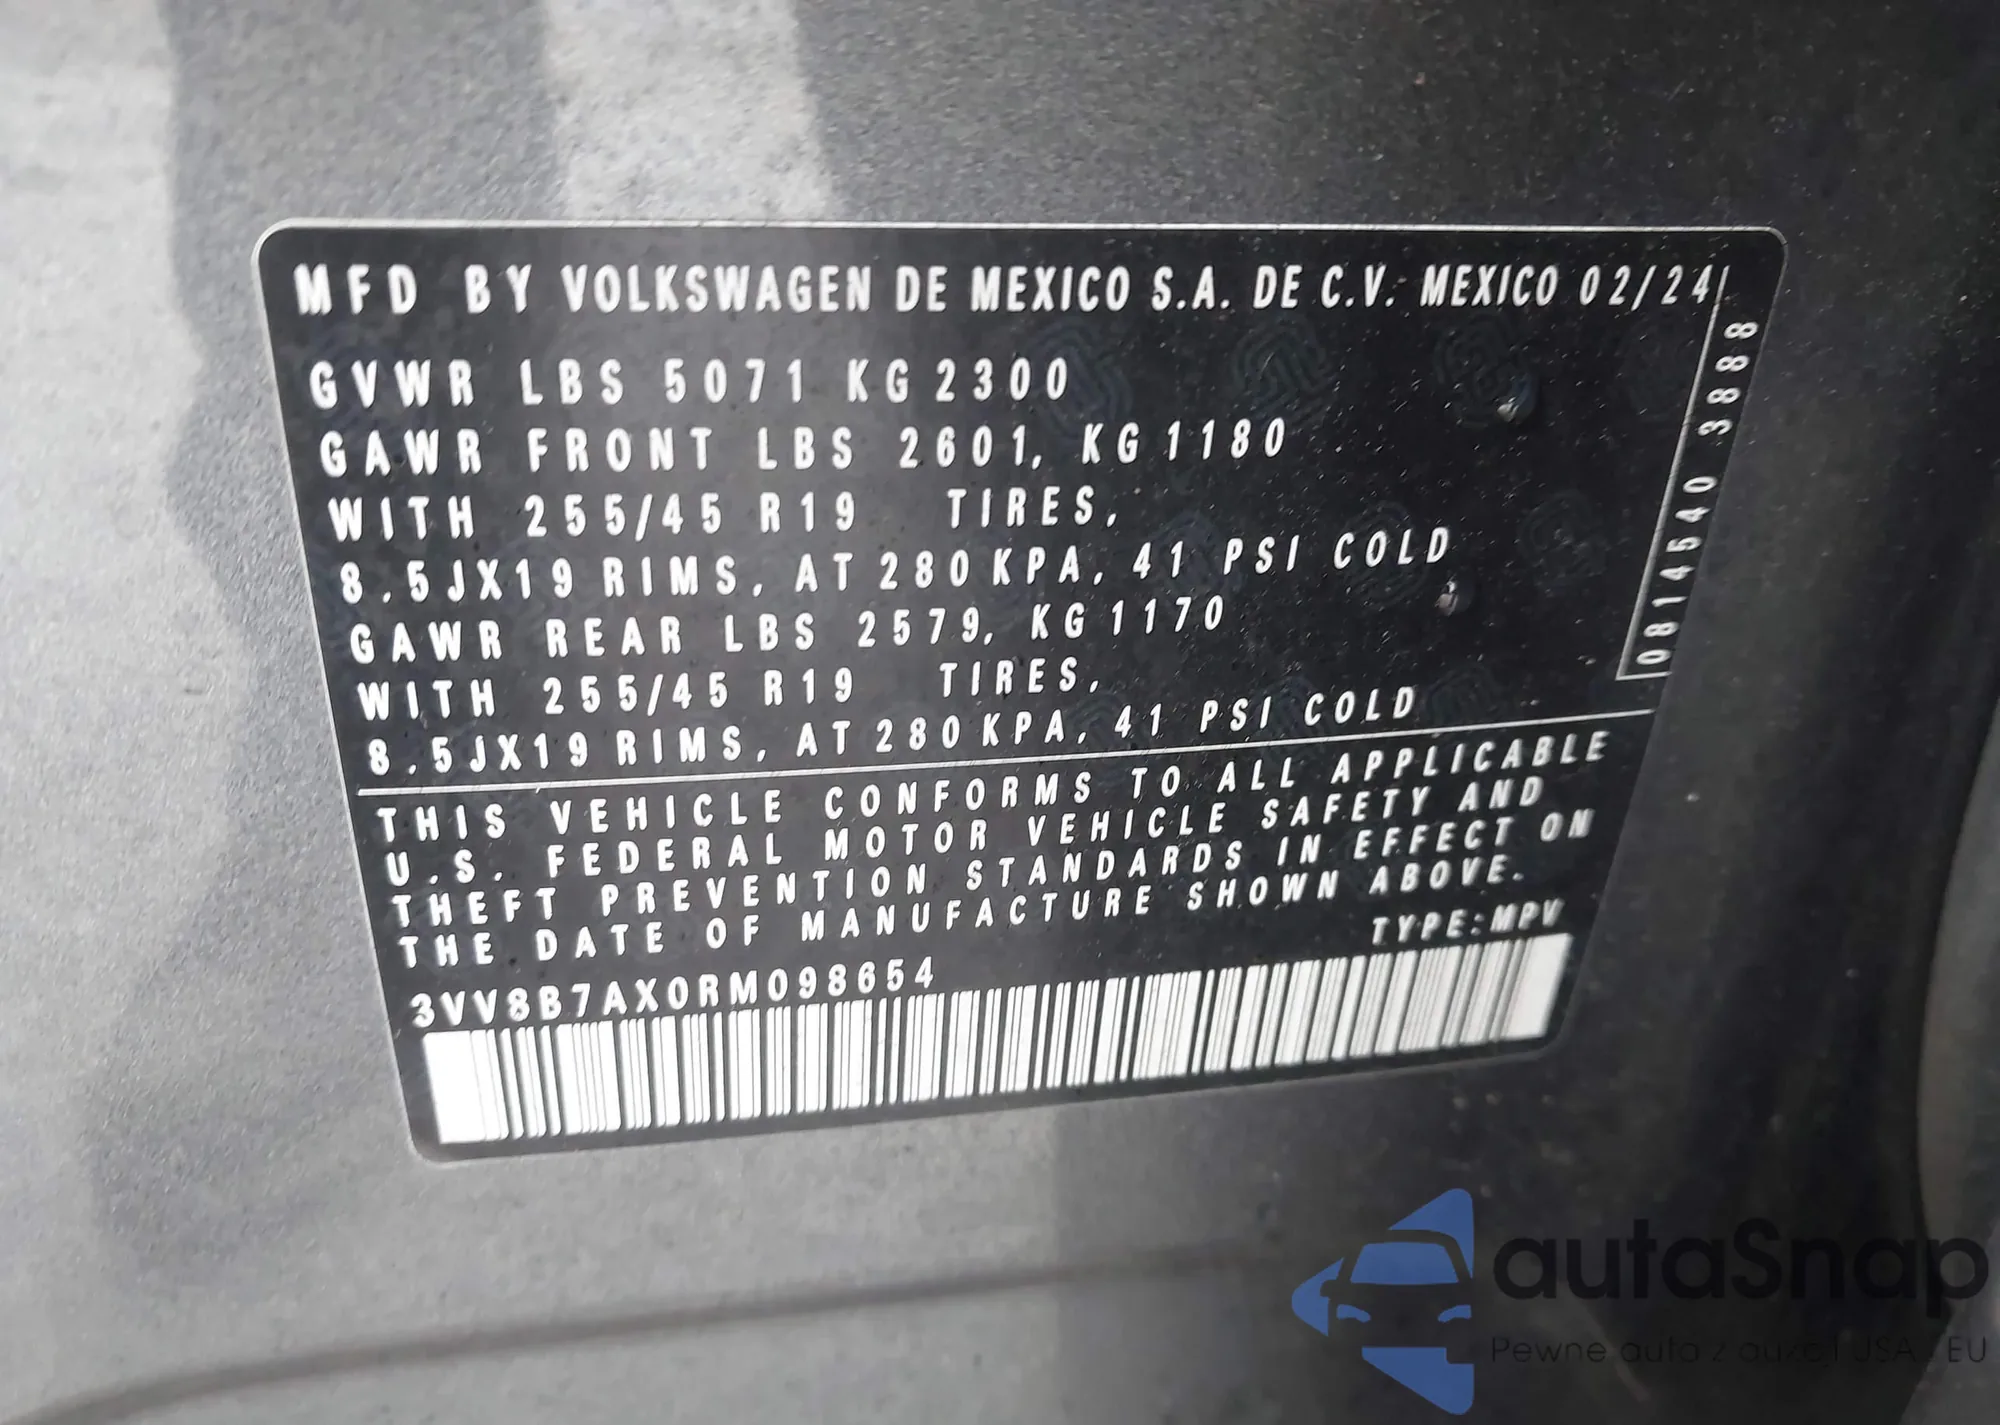 MFD BY VOLKSWAGEN DE MEXICO S.A. DE C.V. MEXICO 02/24
GVWR LBS 5071 KG 2300
GAWR FRONT LBS 2601, KG 1180
WITH 255/45 R19 TIRES,
8.5JX19 RIMS, AT 280 KPA, 41 PSI COLD
GAWR REAR LBS 2579, KG 1170
WITH 255/45 R19 TIRES,
8.5JX19 RIMS, AT 280 KPA, 41 PSI COLD
0814540 3888
THIS VEHICLE CONFORMS TO ALL APPLICABLE
U.S. FEDERAL MOTOR VEHICLE SAFETY AND
THEFT PREVENTION STANDARDS IN EFFECT ON
THE DATE OF MANUFACTURE SHOWN ABOVE.
TYPE: MPV
3VV8B7AX0RM098654
autaSnap
Pewne auto z aukcji USA i EU